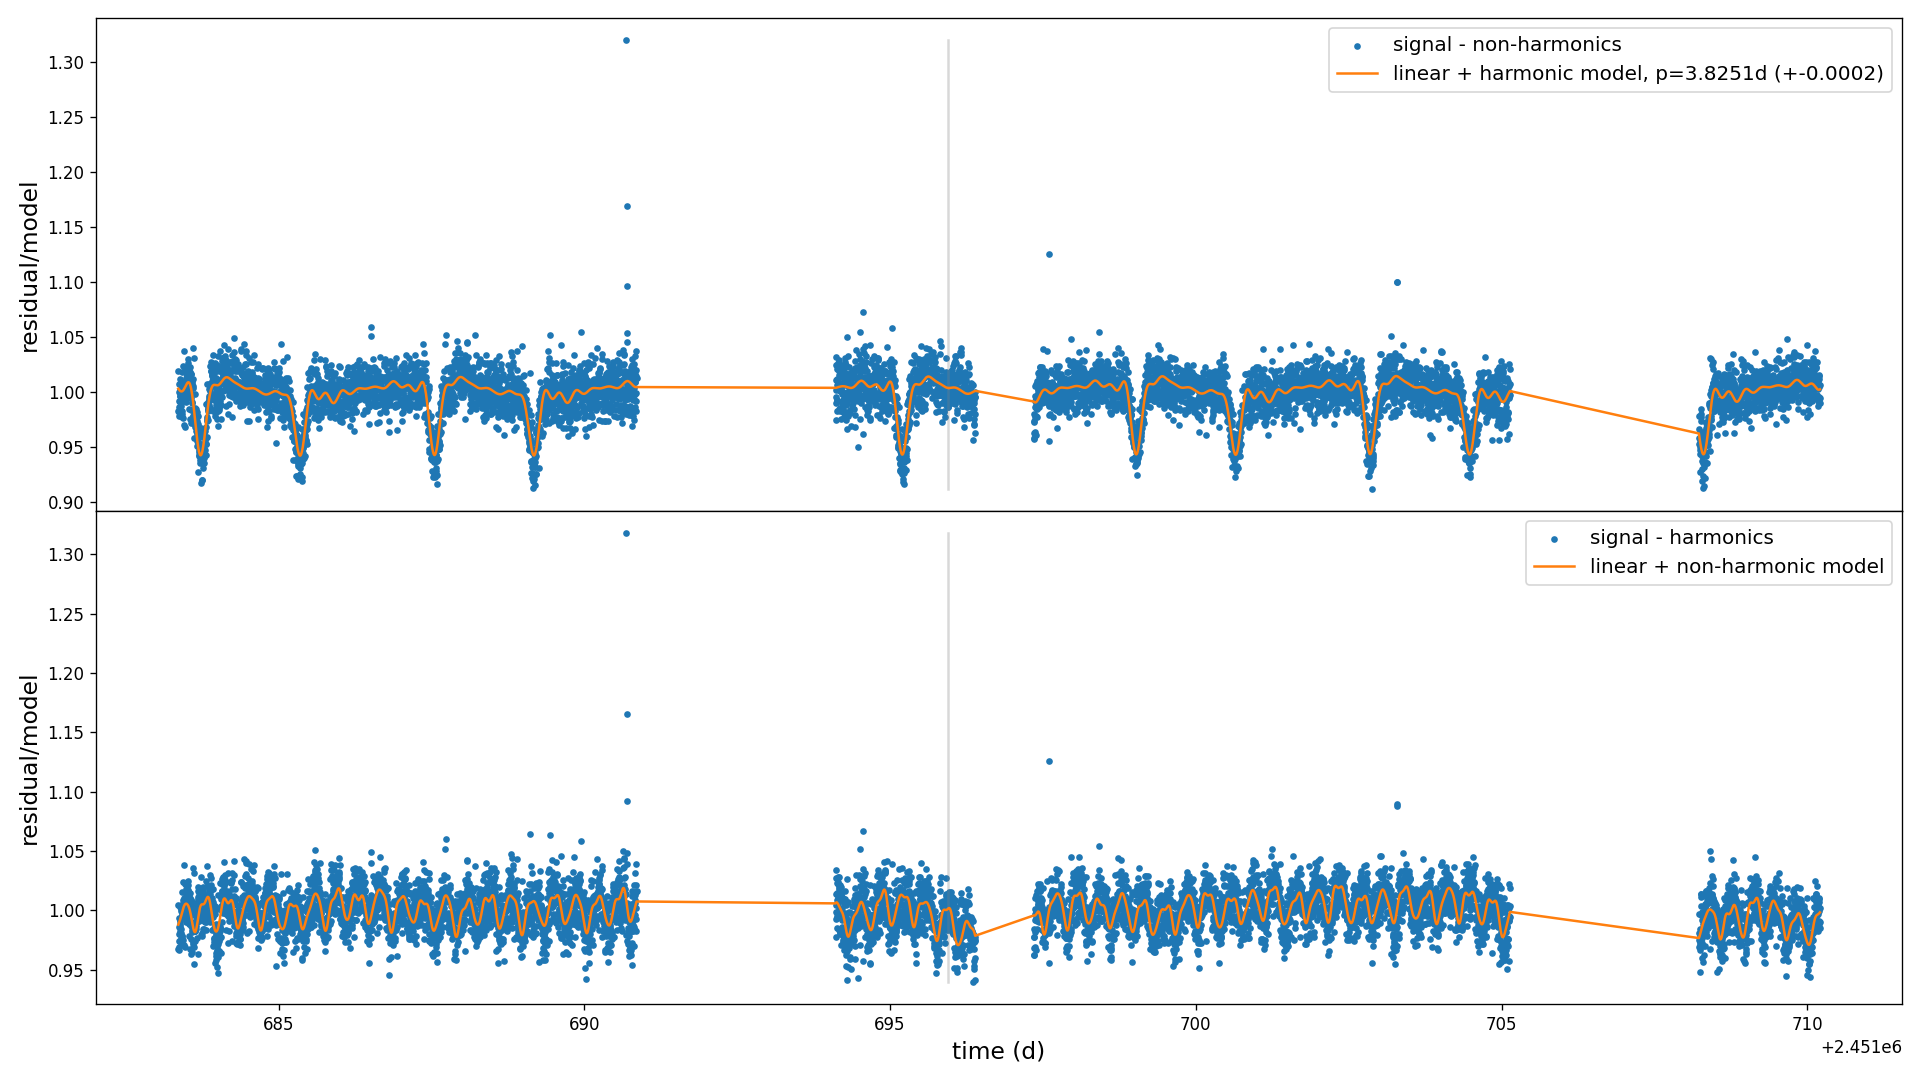 signal - non-harmonics
linear + harmonic model, p=3.8251d (+-0.0002)
1.30
1.25
1.20
1.15
1.10
1.05
1.00
0.95
0.90
residual/model
signal - harmonics
linear + non-harmonic model
1.30
1.25
1.20
1.15
1.10
1.05
1.00
0.95
residual/model
685
690
695
700
705
710
time (d)
+2.451e6